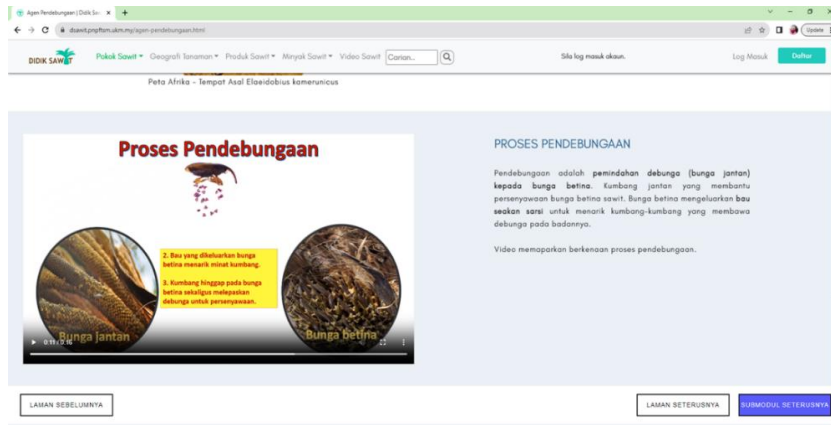 Agen Pendebungaan | Didik Saw
dsawit.pnpftsm.ukm.my/agen-pendebungaan.html
Update
DIDIK SAWIT
Pokok Sawit
Geografi Tanaman
Produk Sawit
Minyak Sawit
Video Sawit
Carian...
Sila log masuk akaun.
Log Masuk
Daftar
Peta Afrika - Tempat Asal Elaeidobius kamerunicus
Proses Pendebungaan
2. Bau yang dikeluarkan bunga
betina menarik minat kumbang.
3. Kumbang hinggap pada bunga
betina sekaligus melepaskan
debunga untuk persenyawaan.
Bunga jantan
Bunga betina
PROSES PENDEBUNGAAN
Pendebungaan adalah pemindahan debunga (bunga jantan)
kepada bunga betina. Kumbang jantan yang membantu
persenyawaan bunga betina sawit. Bunga betina mengeluarkan bau
seakan sarsi untuk menarik kumbang-kumbang yang membawa
debunga pada badannya.
Video memaparkan berkenaan proses pendebungaan.
LAMAN SEBELUMNYA
LAMAN SETERUSNYA
SUBMODUL SETERUSNYA